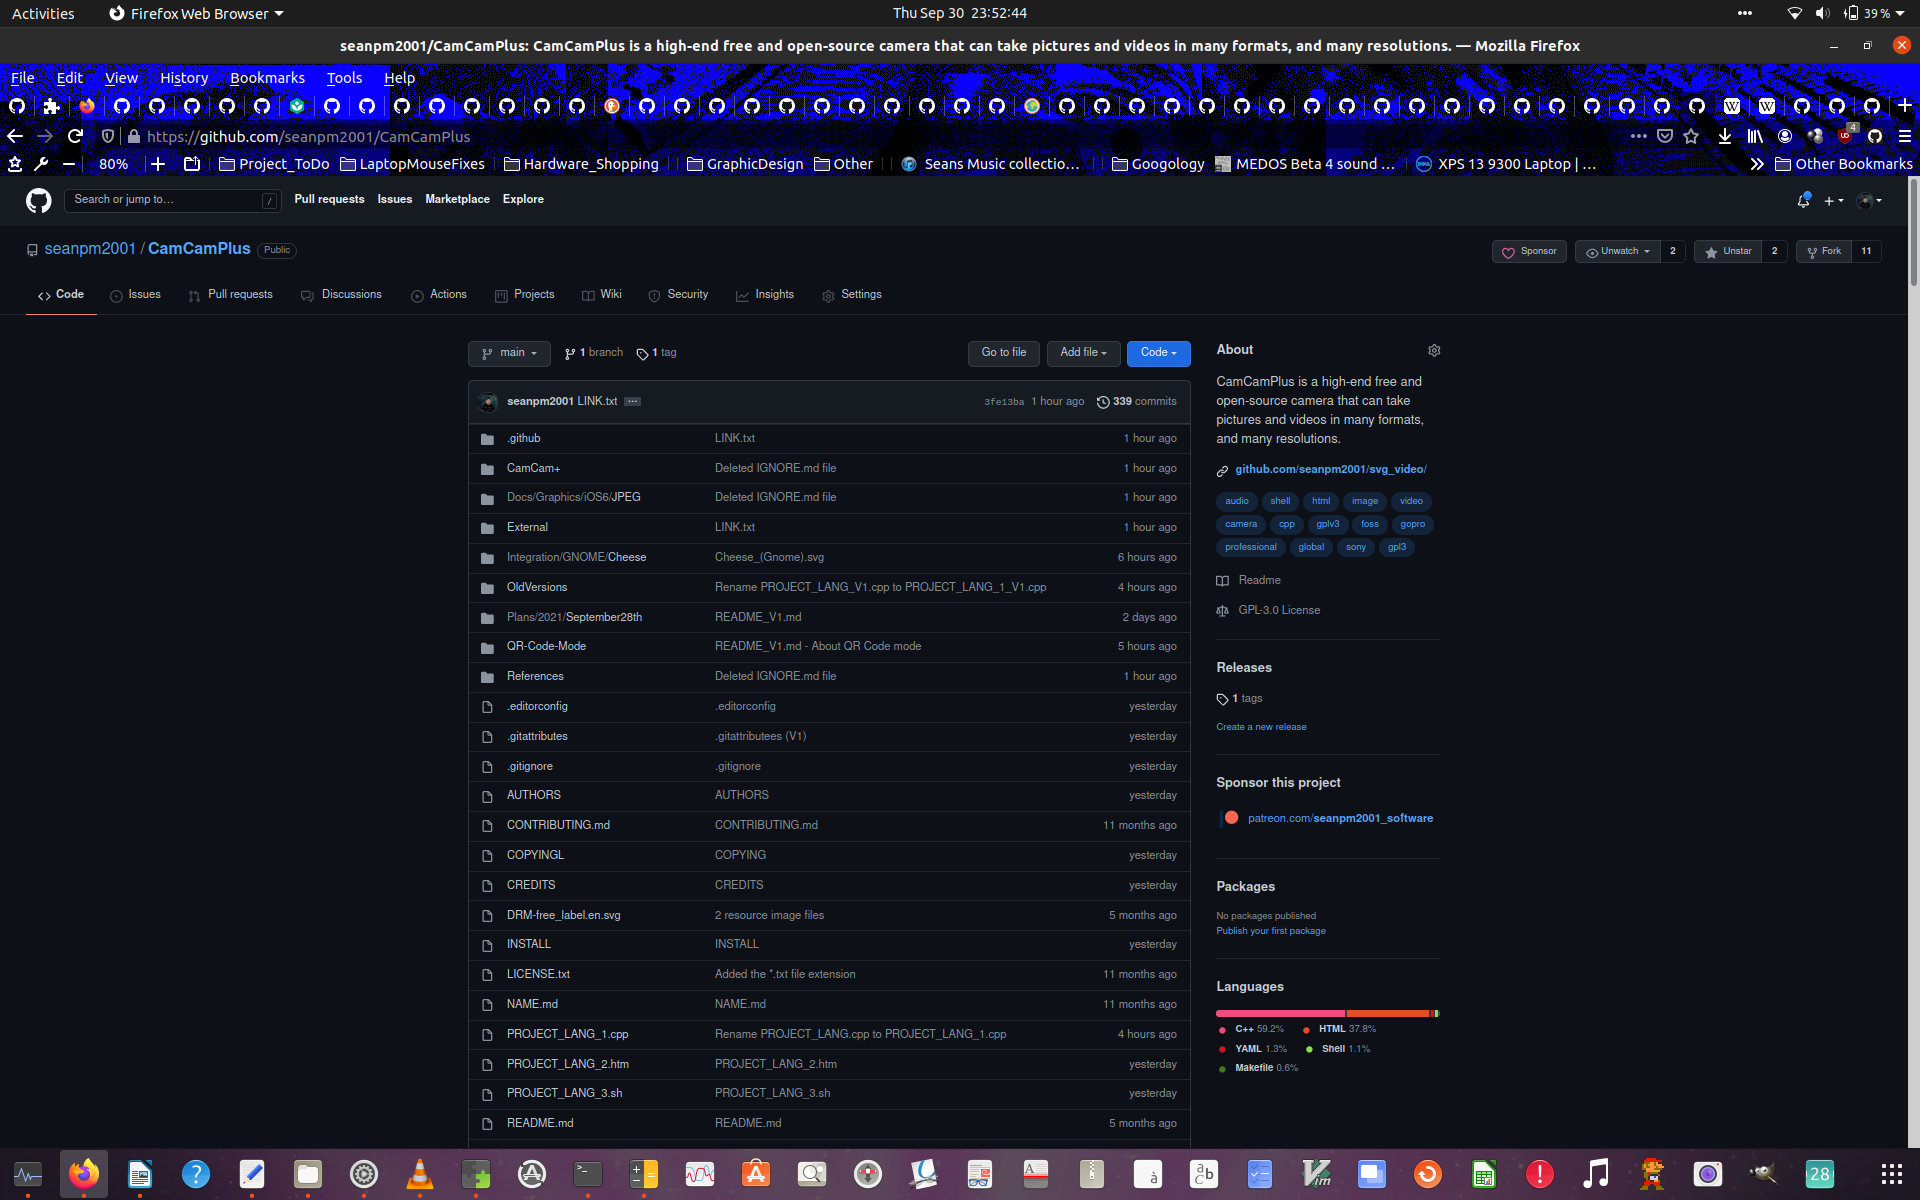 Activities Firefox Web Browser Thu Sep 30 23:52:44 39 %
seanpm2001/CamCamPlus: CamCamPlus is a high-end free and open-source camera that can take pictures and videos in many formats, and many resolutions. — Mozilla Firefox
File Edit View History Bookmarks Tools Help
https://github.com/seanpm2001/CamCamPlus 4
80% Project_ToDo LaptopMouseFixes Hardware_Shopping GraphicDesign Other Seans Music collectio… Googology MEDOS Beta 4 sound … XPS 13 9300 Laptop | … Other Bookmarks
Search or jump to… / Pull requests Issues Marketplace Explore
seanpm2001 / CamCamPlus Public Sponsor Unwatch 2 Unstar 2 Fork 11
Code Issues Pull requests Discussions Actions Projects Wiki Security Insights Settings
main 1 branch 1 tag Go to file Add file Code
seanpm2001 LINK.txt ... 3fe13ba 1 hour ago 339 commits
.github LINK.txt 1 hour ago
CamCam+ Deleted IGNORE.md file 1 hour ago
Docs/Graphics/iOS6/JPEG Deleted IGNORE.md file 1 hour ago
External LINK.txt 1 hour ago
Integration/GNOME/Cheese Cheese_(Gnome).svg 6 hours ago
OldVersions Rename PROJECT_LANG_V1.cpp to PROJECT_LANG_1_V1.cpp 4 hours ago
Plans/2021/September28th README_V1.md 2 days ago
QR-Code-Mode README_V1.md - About QR Code mode 5 hours ago
References Deleted IGNORE.md file 1 hour ago
.editorconfig .editorconfig yesterday
.gitattributes .gitattributees (V1) yesterday
.gitignore .gitignore yesterday
AUTHORS AUTHORS yesterday
CONTRIBUTING.md CONTRIBUTING.md 11 months ago
COPYINGL COPYING yesterday
CREDITS CREDITS yesterday
DRM-free_label.en.svg 2 resource image files 5 months ago
INSTALL INSTALL yesterday
LICENSE.txt Added the *.txt file extension 11 months ago
NAME.md NAME.md 11 months ago
PROJECT_LANG_1.cpp Rename PROJECT_LANG.cpp to PROJECT_LANG_1.cpp 4 hours ago
PROJECT_LANG_2.htm PROJECT_LANG_2.htm yesterday
PROJECT_LANG_3.sh PROJECT_LANG_3.sh yesterday
README.md README.md 5 months ago
About
CamCamPlus is a high-end free and
open-source camera that can take
pictures and videos in many formats,
and many resolutions.
github.com/seanpm2001/svg_video/
audio shell html image video
camera cpp gplv3 foss gopro
professional global sony gpl3
Readme
GPL-3.0 License
Releases
1 tags
Create a new release
Sponsor this project
patreon.com/seanpm2001_software
Packages
No packages published
Publish your first package
Languages
C++ 59.2% HTML 37.8%
YAML 1.3% Shell 1.1%
Makefile 0.6%
28